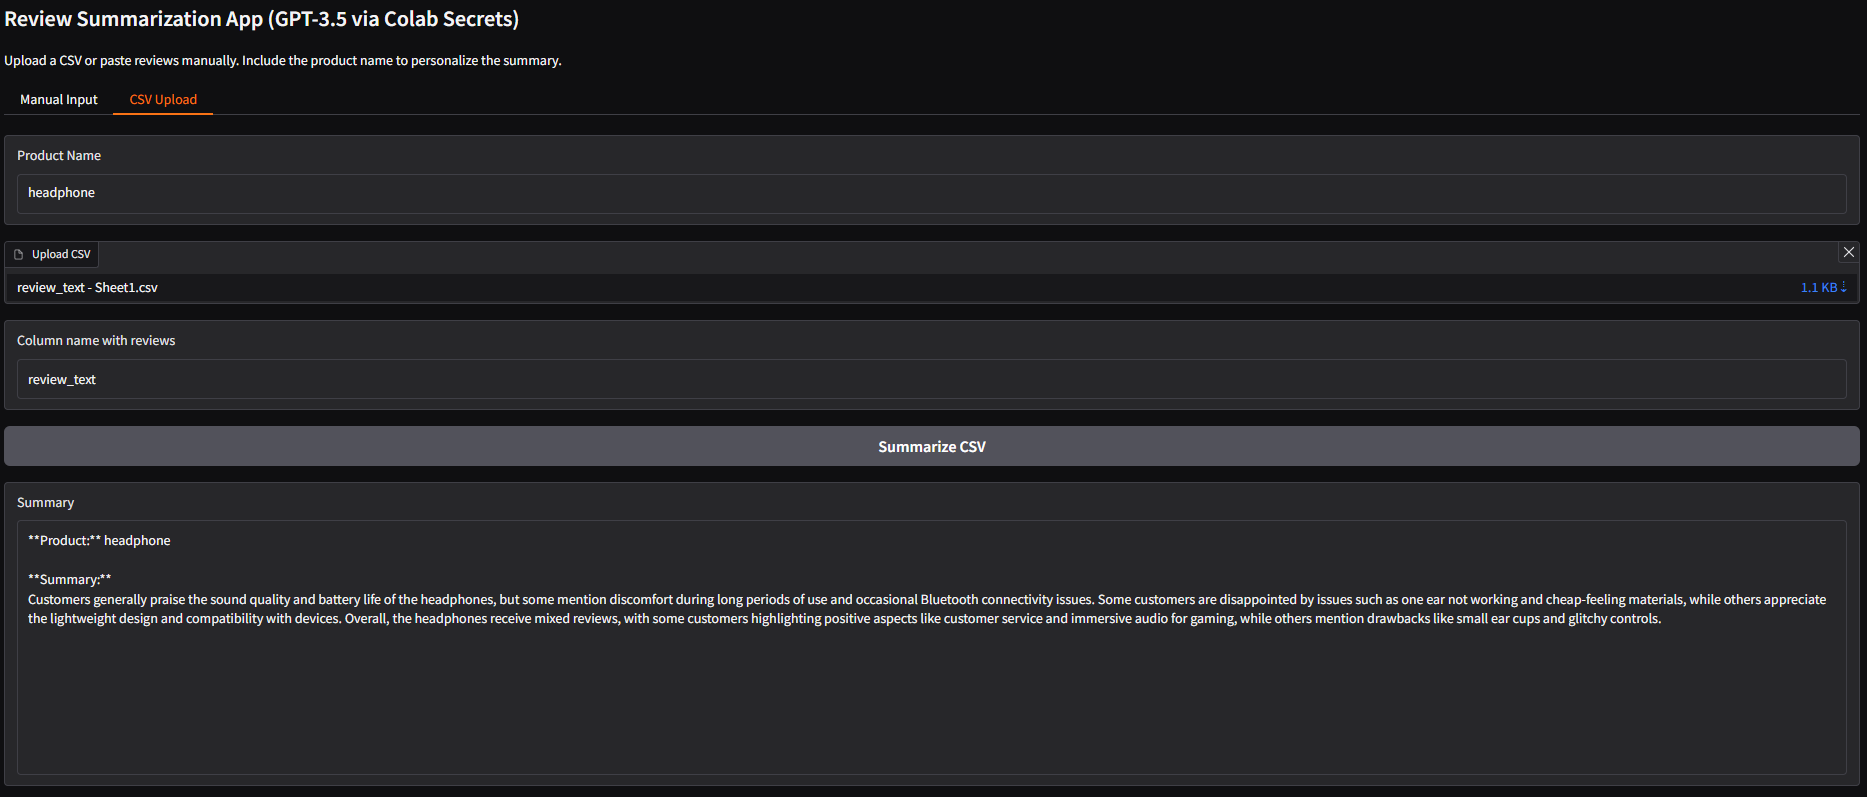 Review Summarization App (GPT-3.5 via Colab Secrets)
Upload a CSV or paste reviews manually. Include the product name to personalize the summary.
Manual Input
CSV Upload
Product Name
headphone
Upload CSV
review_text - Sheet1.csv
1.1 KB ⇣
Column name with reviews
review_text
Summarize CSV
Summary
**Product:** headphone
**Summary:**
Customers generally praise the sound quality and battery life of the headphones, but some mention discomfort during long periods of use and occasional Bluetooth connectivity issues. Some customers are disappointed by issues such as one ear not working and cheap-feeling materials, while others appreciate
the lightweight design and compatibility with devices. Overall, the headphones receive mixed reviews, with some customers highlighting positive aspects like customer service and immersive audio for gaming, while others mention drawbacks like small ear cups and glitchy controls.